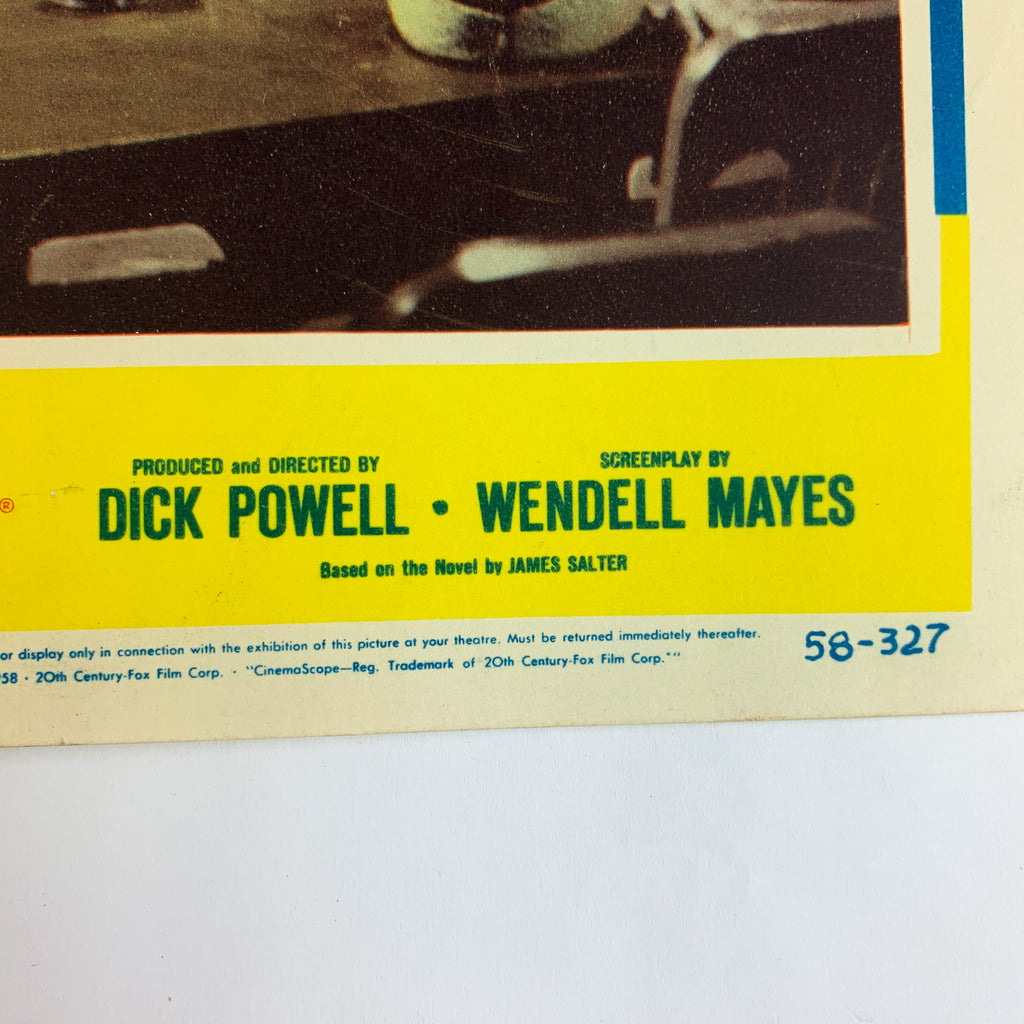 PRODUCED and DIRECTED BY
DICK POWELL •
SCREENPLAY BY
WENDELL MAYES
®
Based on the Novel by JAMES SALTER
or display only in connection with the exhibition of this picture at your theatre. Must be returned immediately thereafter.
58 · 20th Century-Fox Film Corp. · "CinemaScope—Reg. Trademark of 20th Century-Fox Film Corp.""
58-327